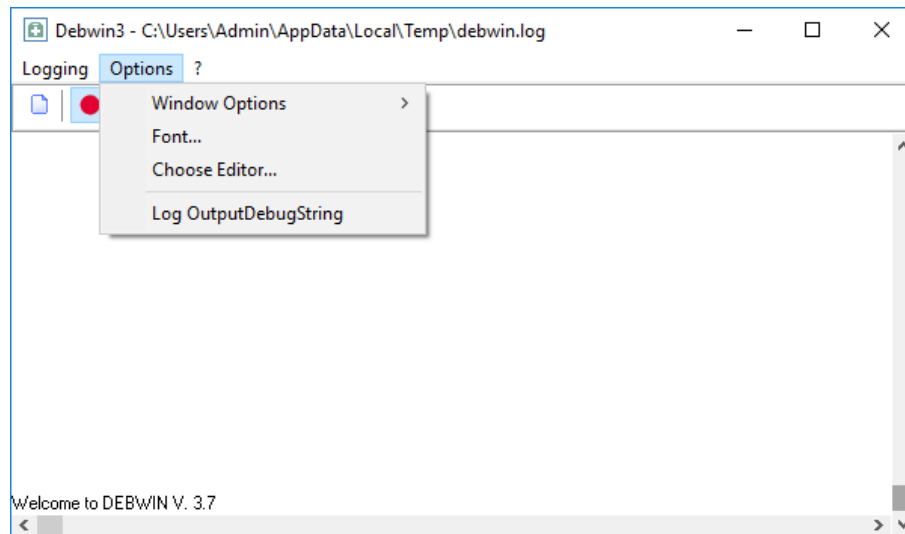 Debwin3 - C:\Users\Admin\AppData\Local\Temp\debwin.log
Logging Options ?
Window Options
Font...
Choose Editor...
Log OutputDebugString
Welcome to DEBWIN V. 3.7